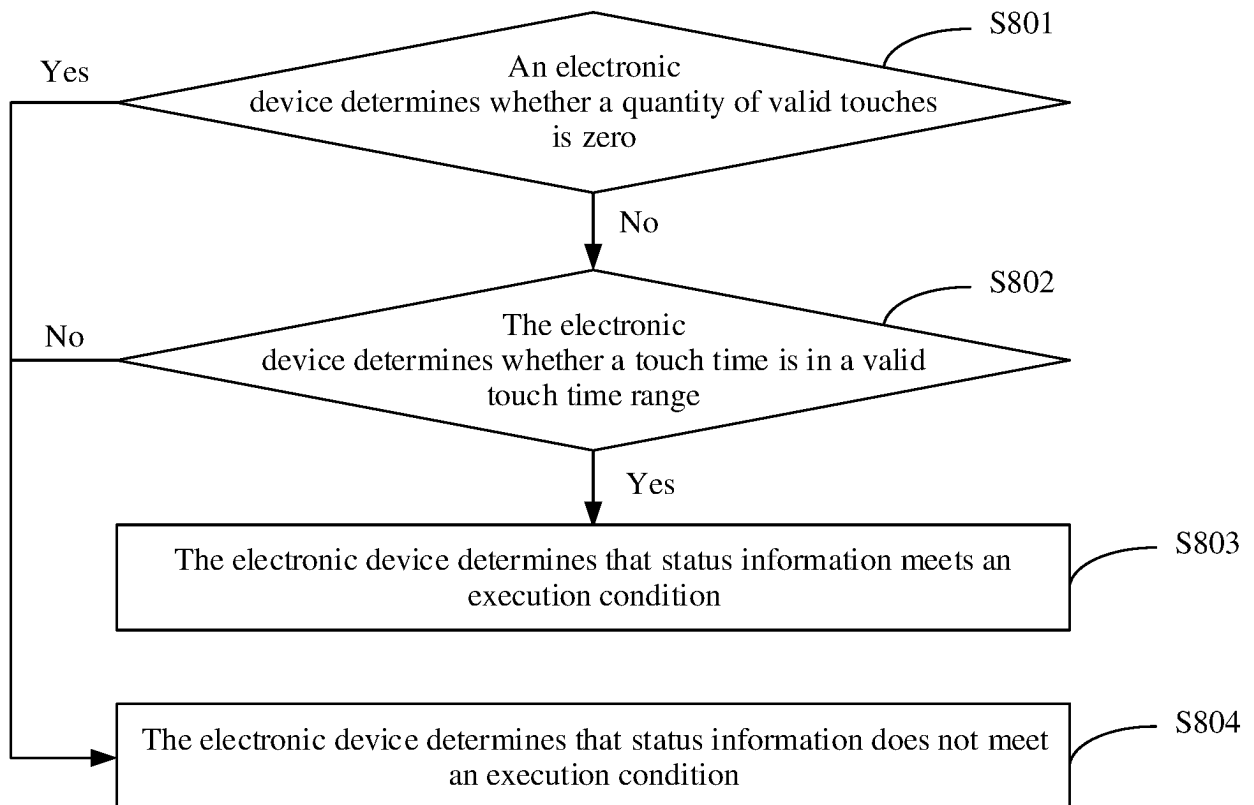 S801
Yes
An electronic
device determines whether a quantity of valid touches
is zero
No
S802
No
The electronic
device determines whether a touch time is in a valid
touch time range
Yes
S803
The electronic device determines that status information meets an
execution condition
S804
The electronic device determines that status information does not meet
an execution condition